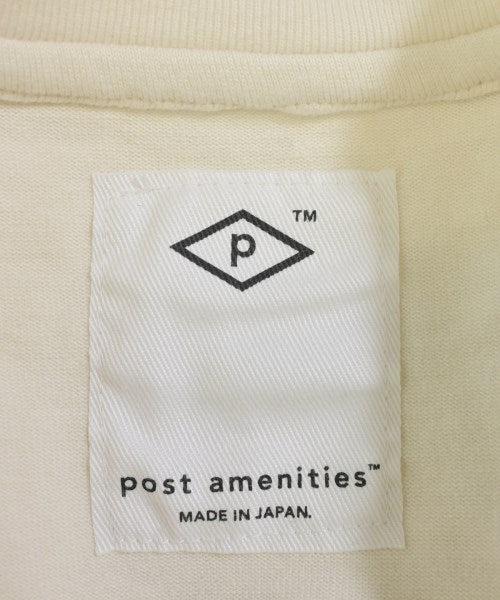 p ™
post amenities™
MADE IN JAPAN.